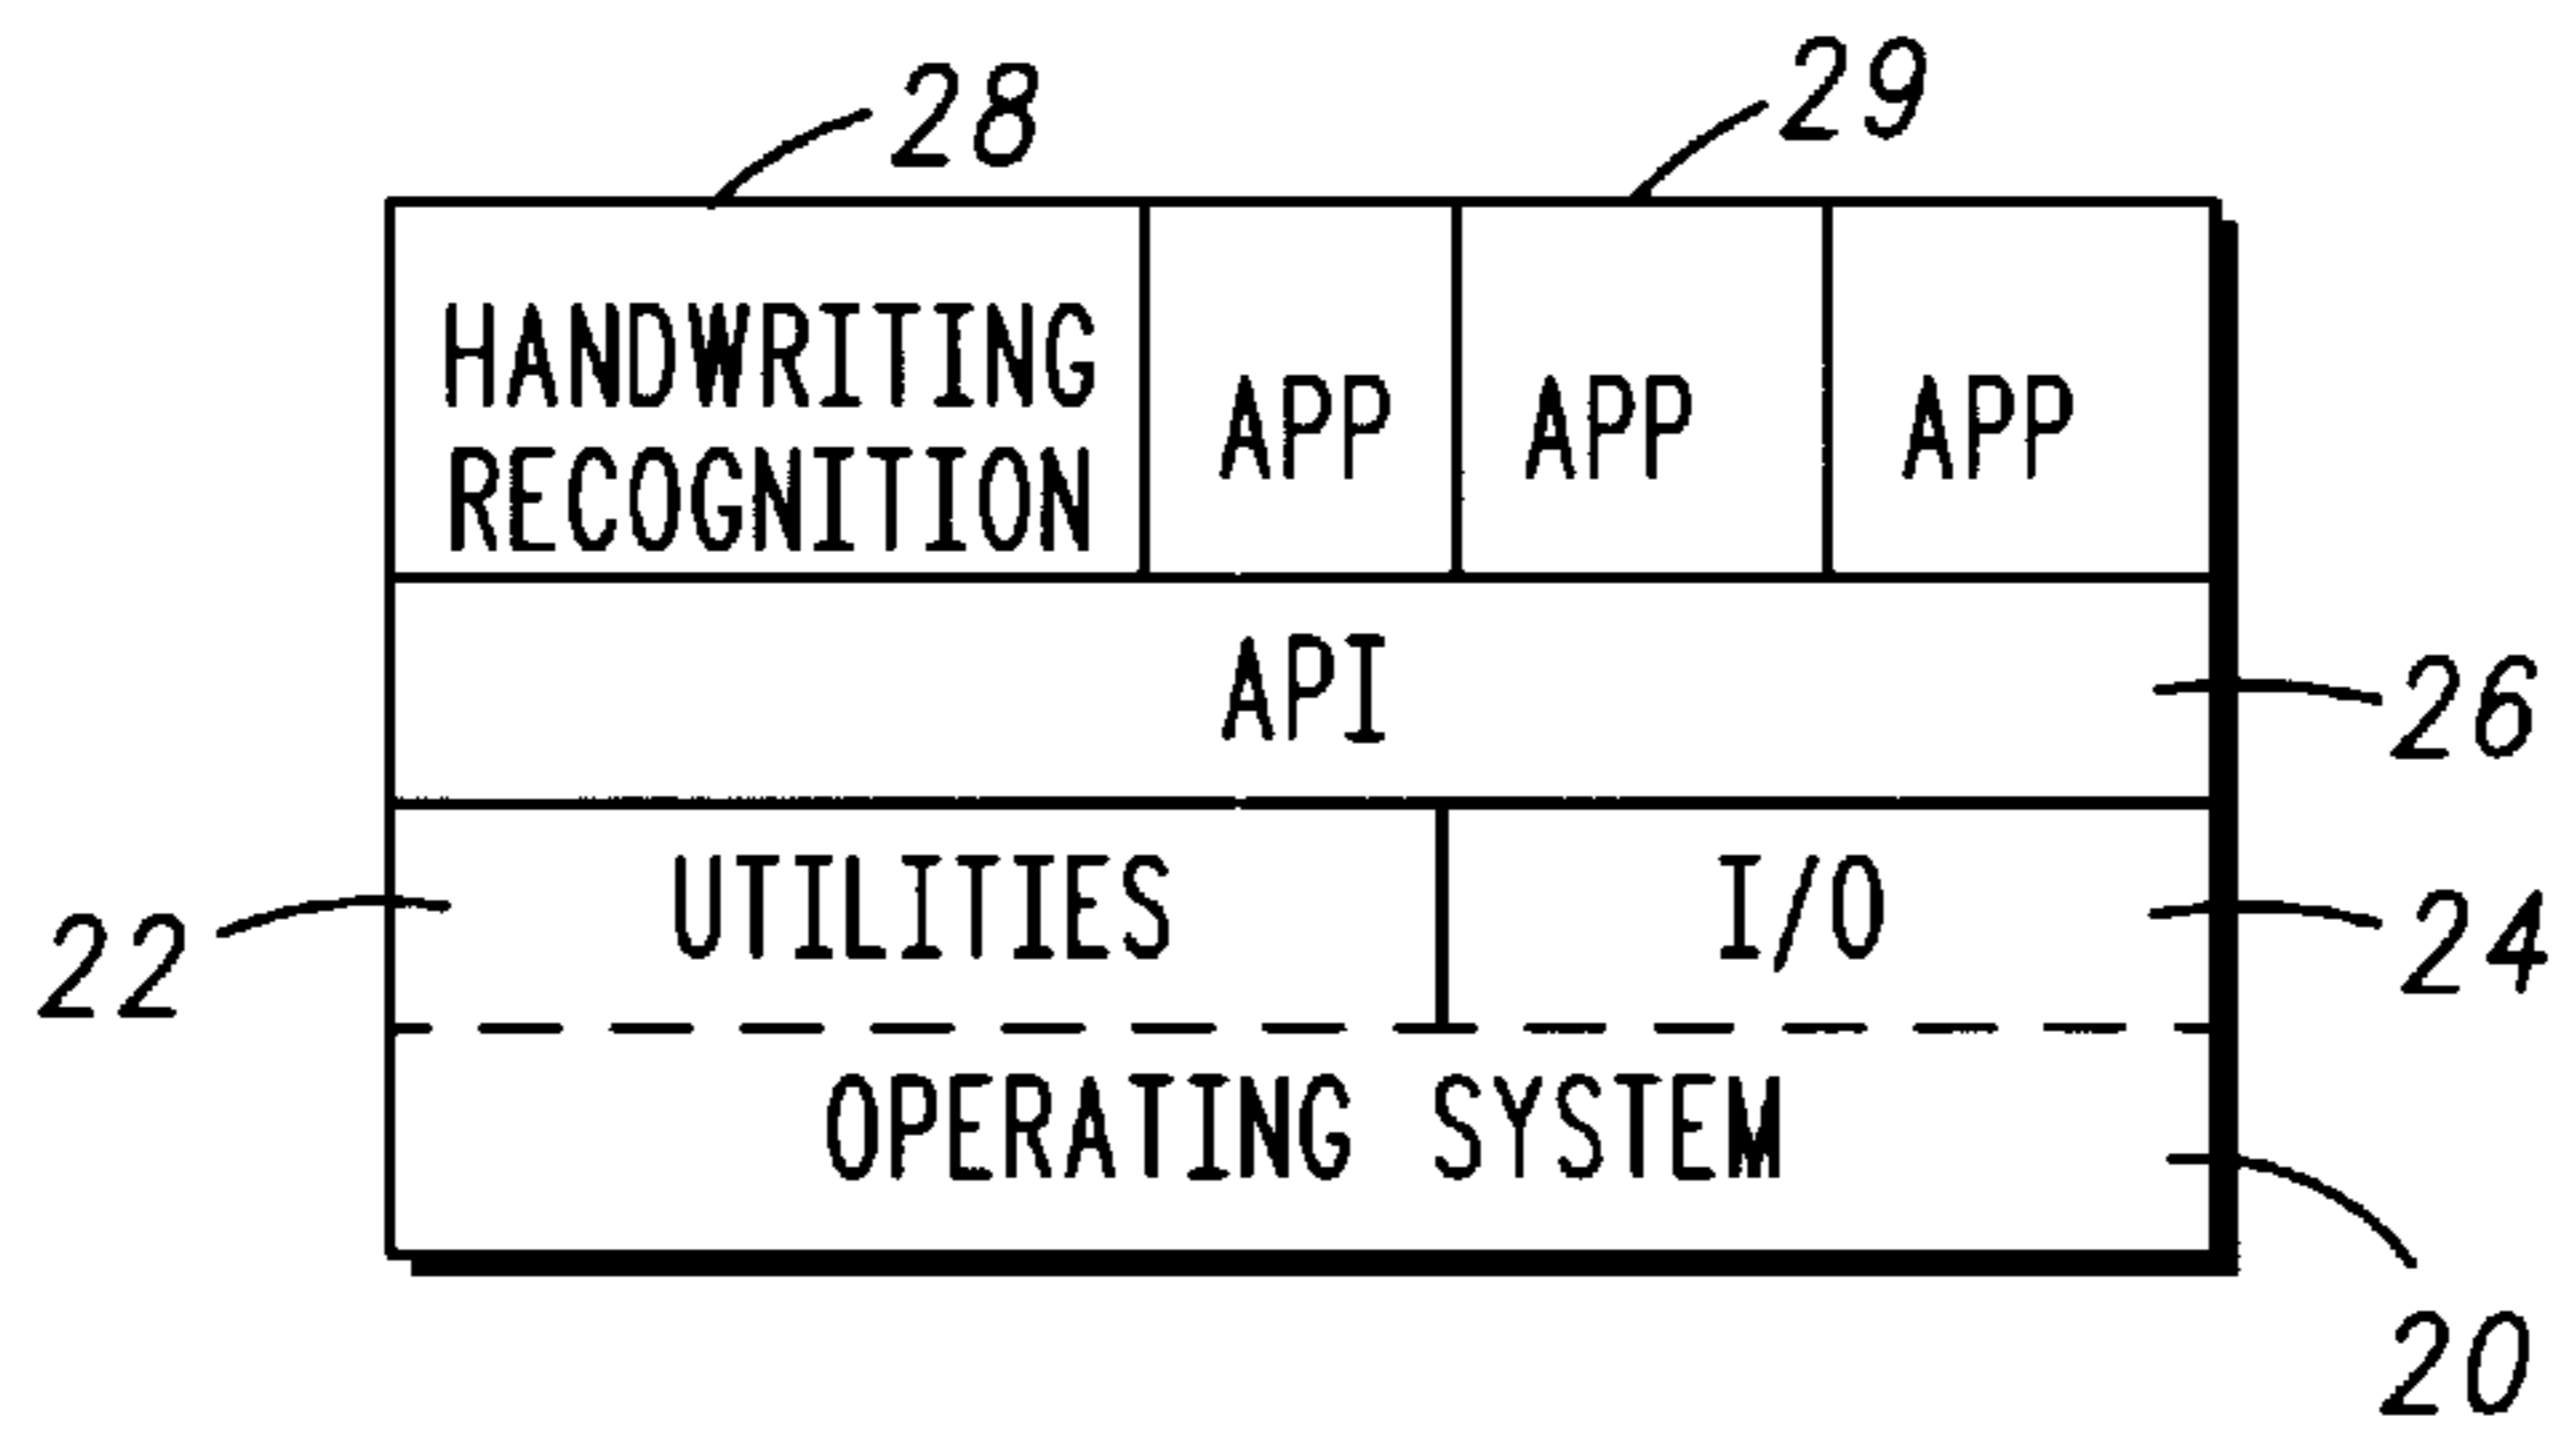 28
29
HANDWRITING
RECOGNITION
APP
APP
APP
API
26
UTILITIES
I/O
22
24
OPERATING SYSTEM
20